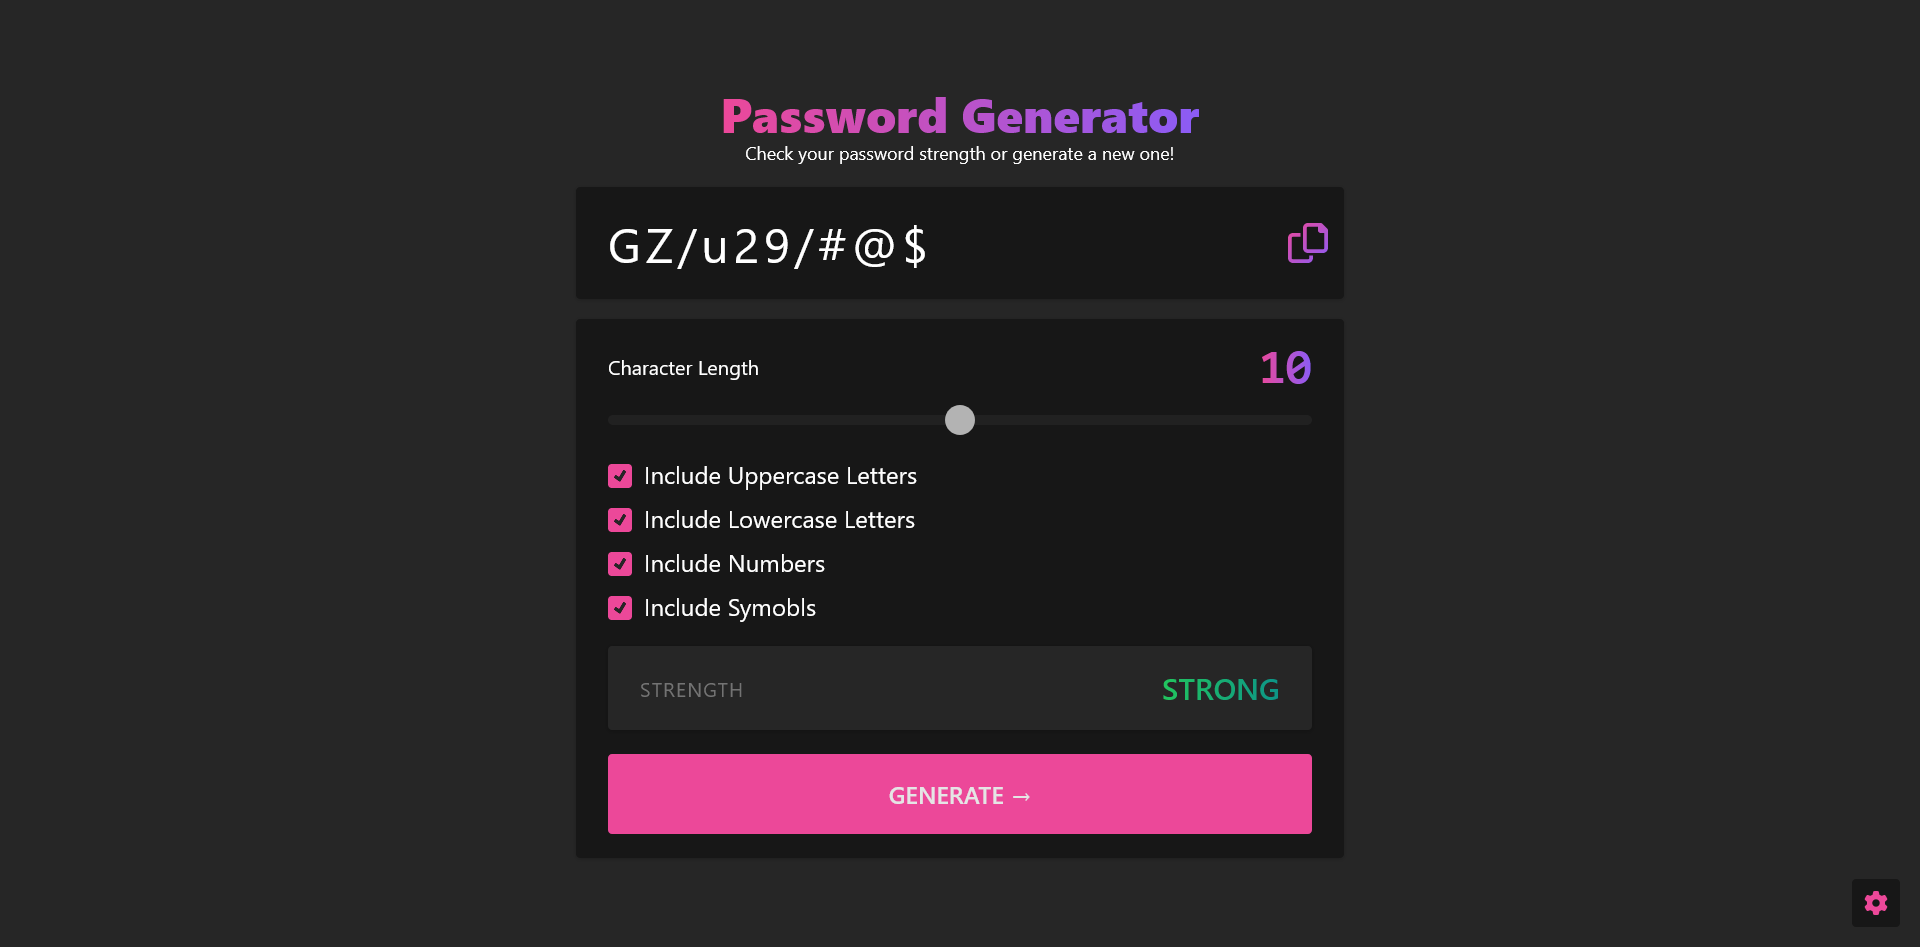 Password Generator
Check your password strength or generate a new one!
GZ/u29/#@$
Character Length
10
Include Uppercase Letters
Include Lowercase Letters
Include Numbers
Include Symobls
STRENGTH
STRONG
GENERATE →